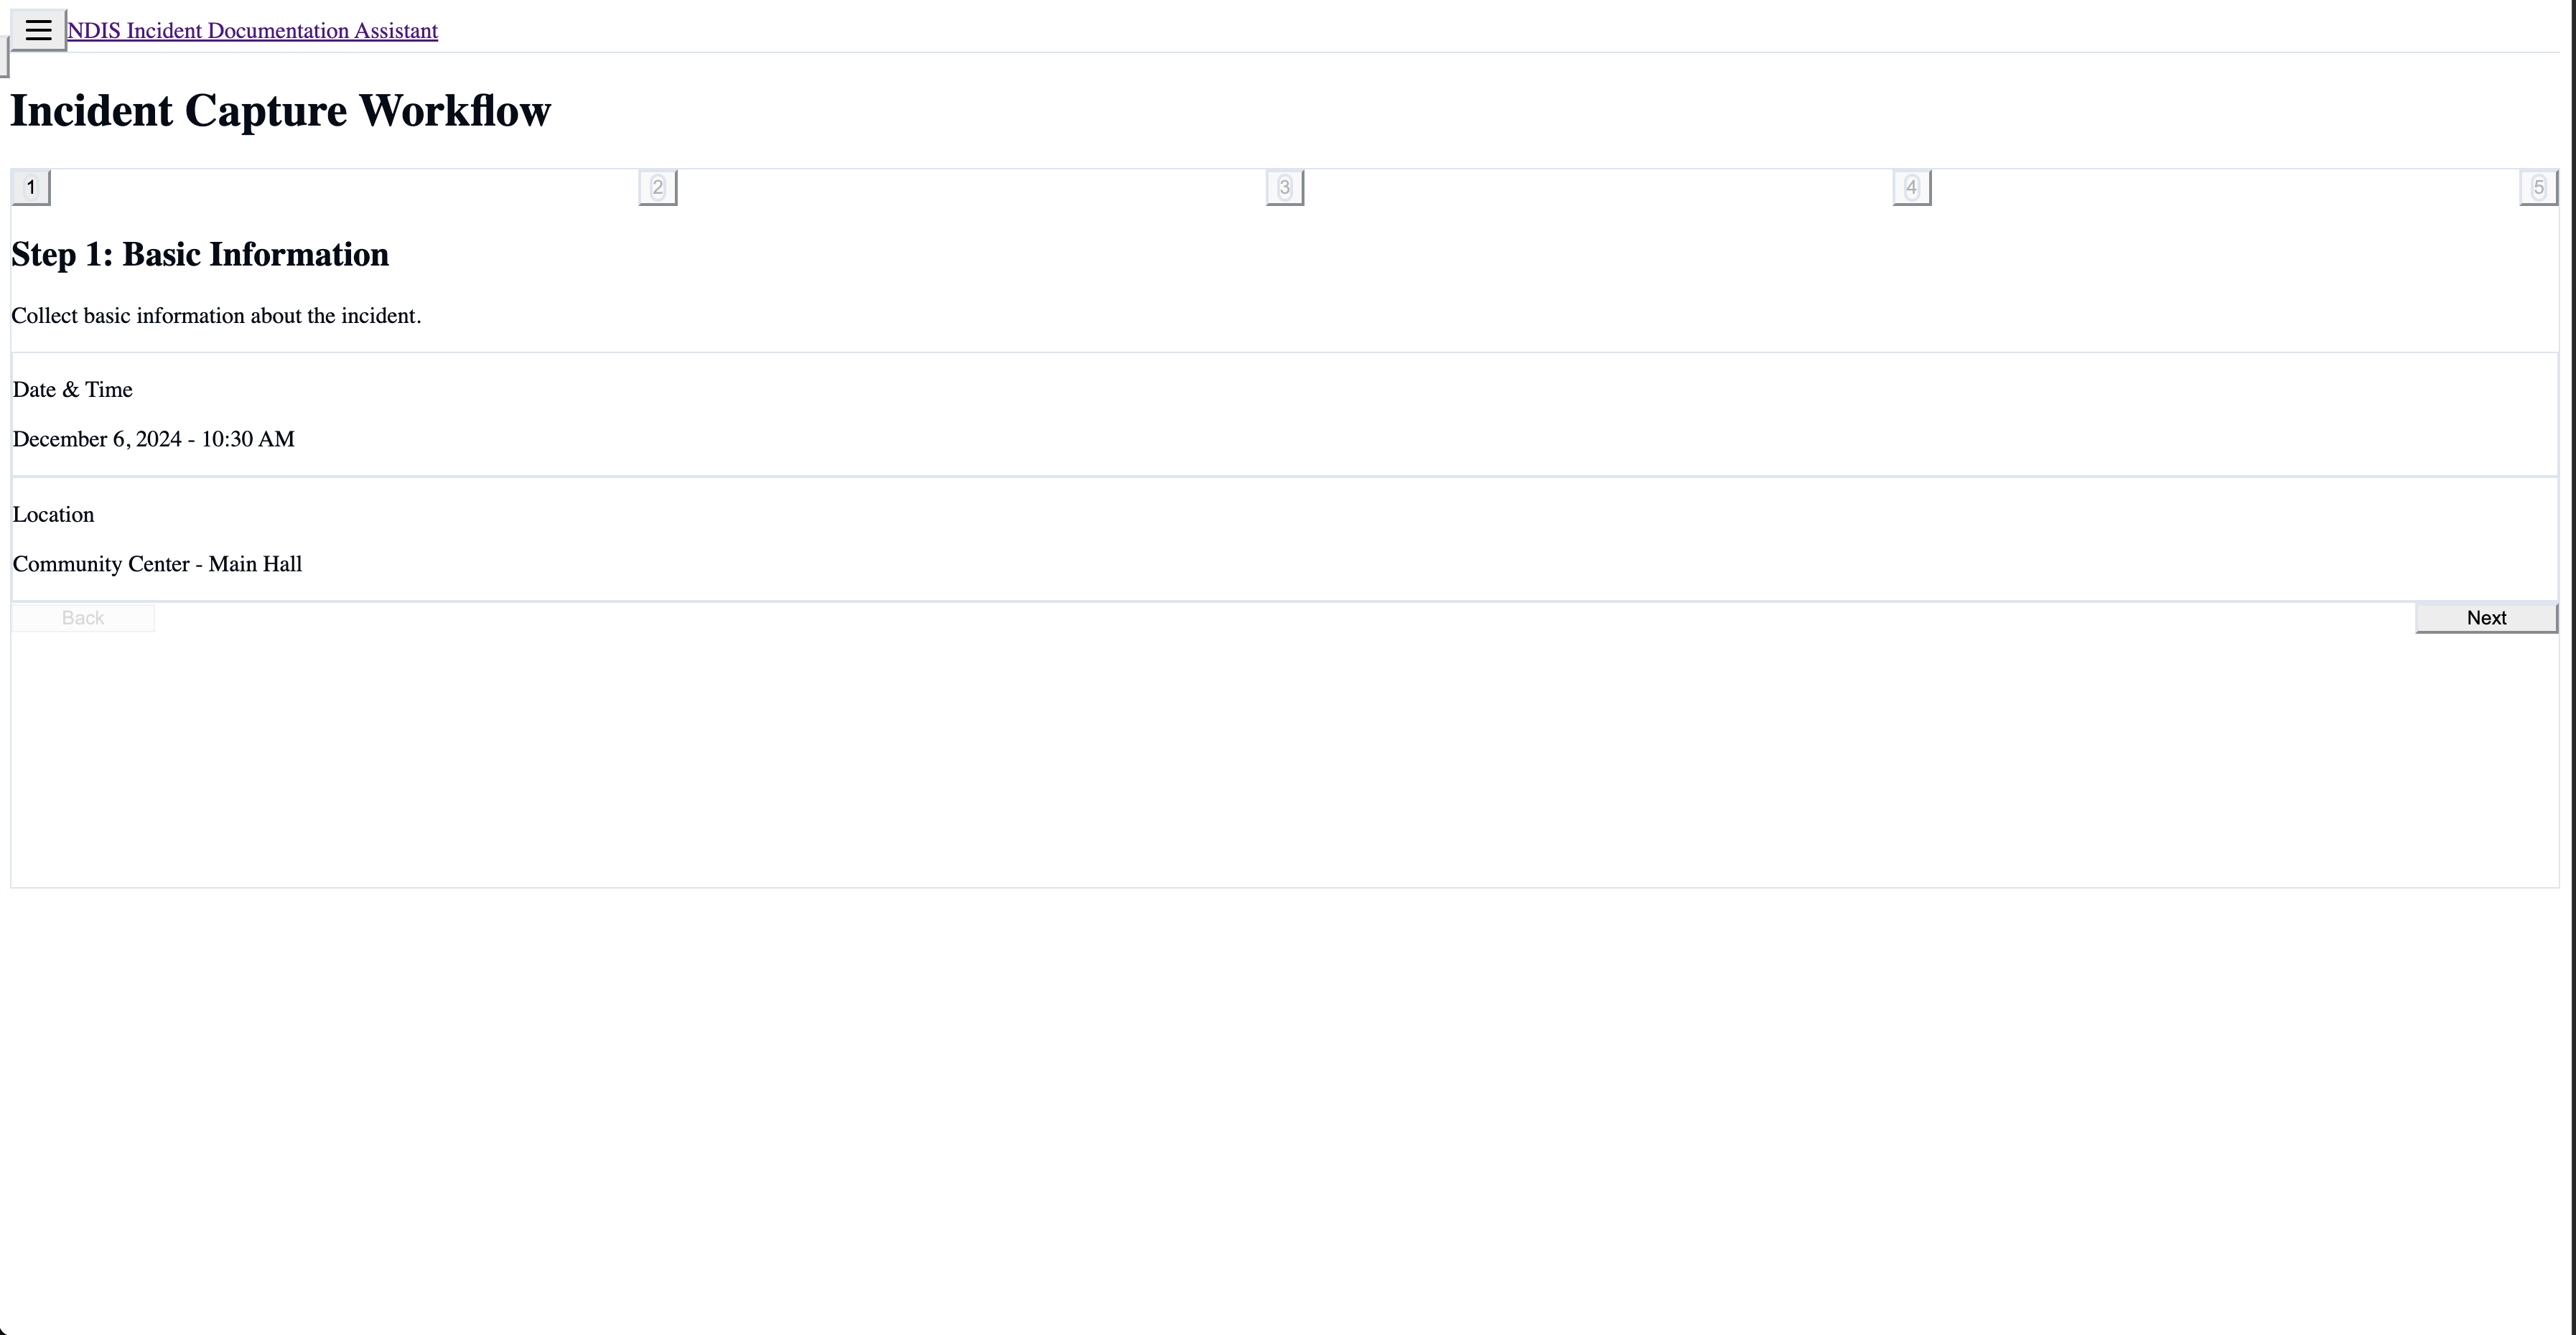 NDIS Incident Documentation Assistant
Incident Capture Workflow
1 2 3 4 5
Step 1: Basic Information
Collect basic information about the incident.
Date & Time
December 6, 2024 - 10:30 AM
Location
Community Center - Main Hall
Back Next